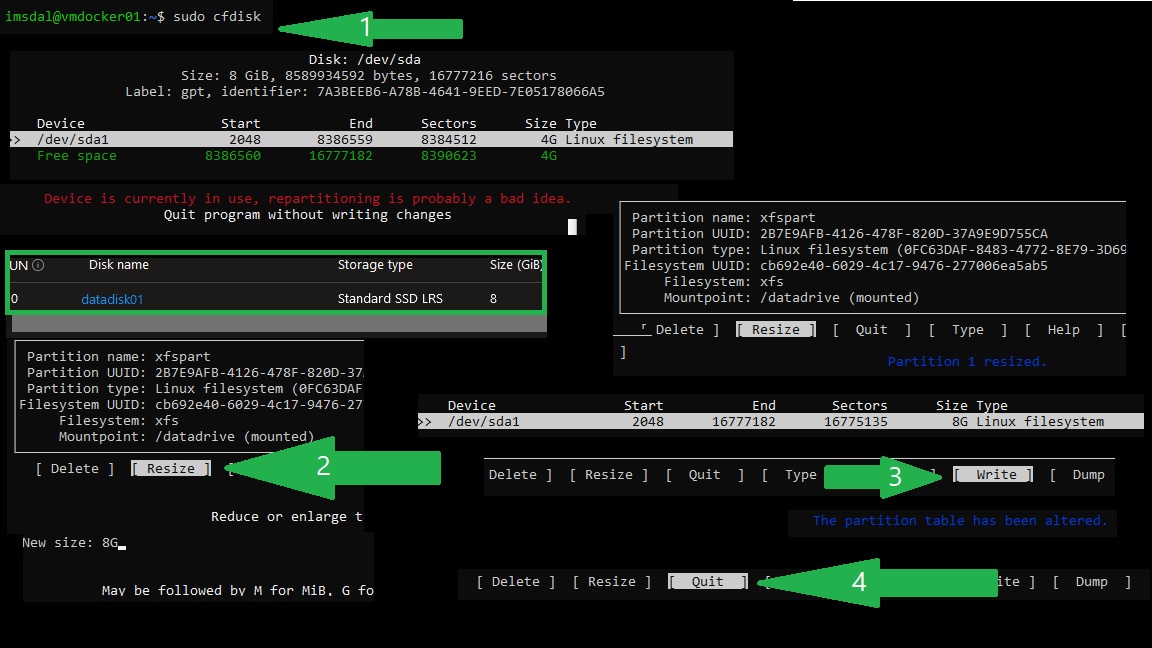 imsdal@vmdocker01:~$ sudo cfdisk
1
Disk: /dev/sda
Size: 8 GiB, 8589934592 bytes, 16777216 sectors
Label: gpt, identifier: 7A3BEEB6-A78B-4641-9EED-7E05178066A5
Device Start End Sectors Size Type
>> /dev/sda1 2048 8386559 8384512 4G Linux filesystem
Free space 8386560 16777182 8390623 4G
Device is currently in use, repartitioning is probably a bad idea.
Quit program without writing changes
UN Disk name Storage type Size (GiB)
0 datadisk01 Standard SSD LRS 8
Partition name: xfspart
Partition UUID: 2B7E9AFB-4126-478F-820D-37
Partition type: Linux filesystem (0FC63DAF
Filesystem UUID: cb692e40-6029-4c17-9476-27
Filesystem: xfs
Mountpoint: /datadrive (mounted)
[ Delete ] [ Resize ] [
2
Reduce or enlarge t
New size: 8G
May be followed by M for MiB, G fo
Partition name: xfspart
Partition UUID: 2B7E9AFB-4126-478F-820D-37A9E9D755CA
Partition type: Linux filesystem (0FC63DAF-8483-4772-8E79-3D69
Filesystem UUID: cb692e40-6029-4c17-9476-277006ea5ab5
Filesystem: xfs
Mountpoint: /datadrive (mounted)
[ Delete ] [ Resize ] [ Quit ] [ Type ] [ Help ] [
]
Partition 1 resized.
Device Start End Sectors Size Type
>> /dev/sda1 2048 16777182 16775135 8G Linux filesystem
Delete ] [ Resize ] [ Quit ] [ Type 3 ] [ Write ] [ Dump
The partition table has been altered.
[ Delete ] [ Resize ] [ Quit ] [ 4 ite ] [ Dump ]